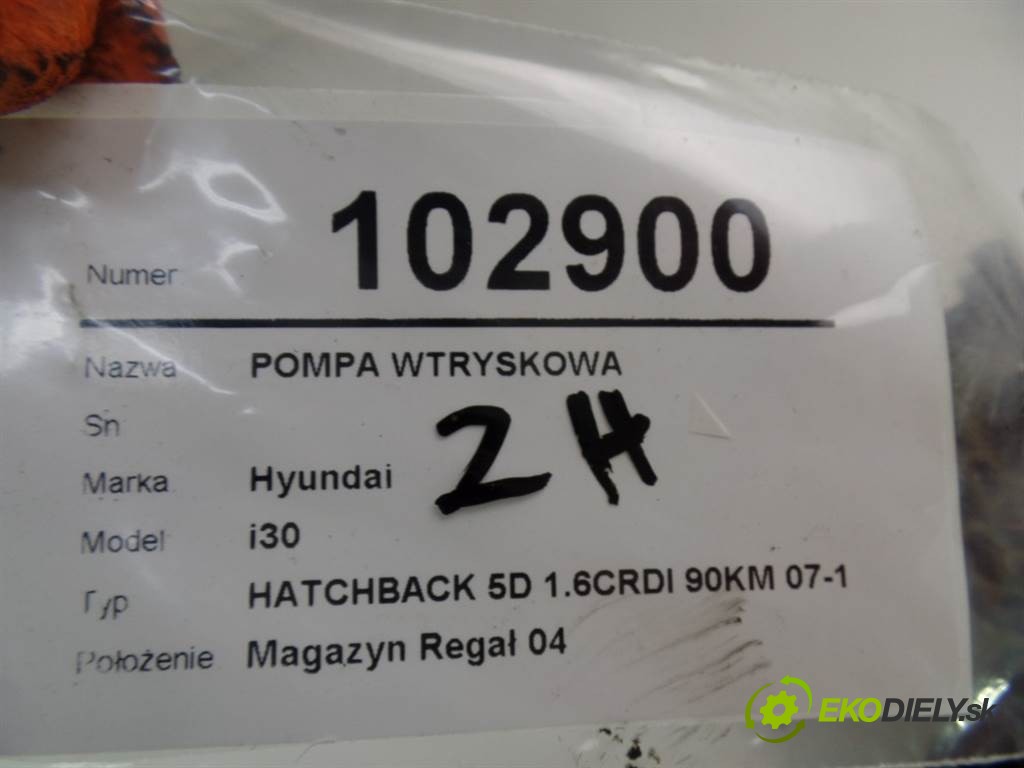 Numer 102900
Nazwa POMPA WTRYSKOWA
Sn
2H
Marka Hyundai
Model i30
Typ HATCHBACK 5D 1.6CRDI 90KM 07-1
Położenie Magazyn Regał 04
EKODIELY.sk